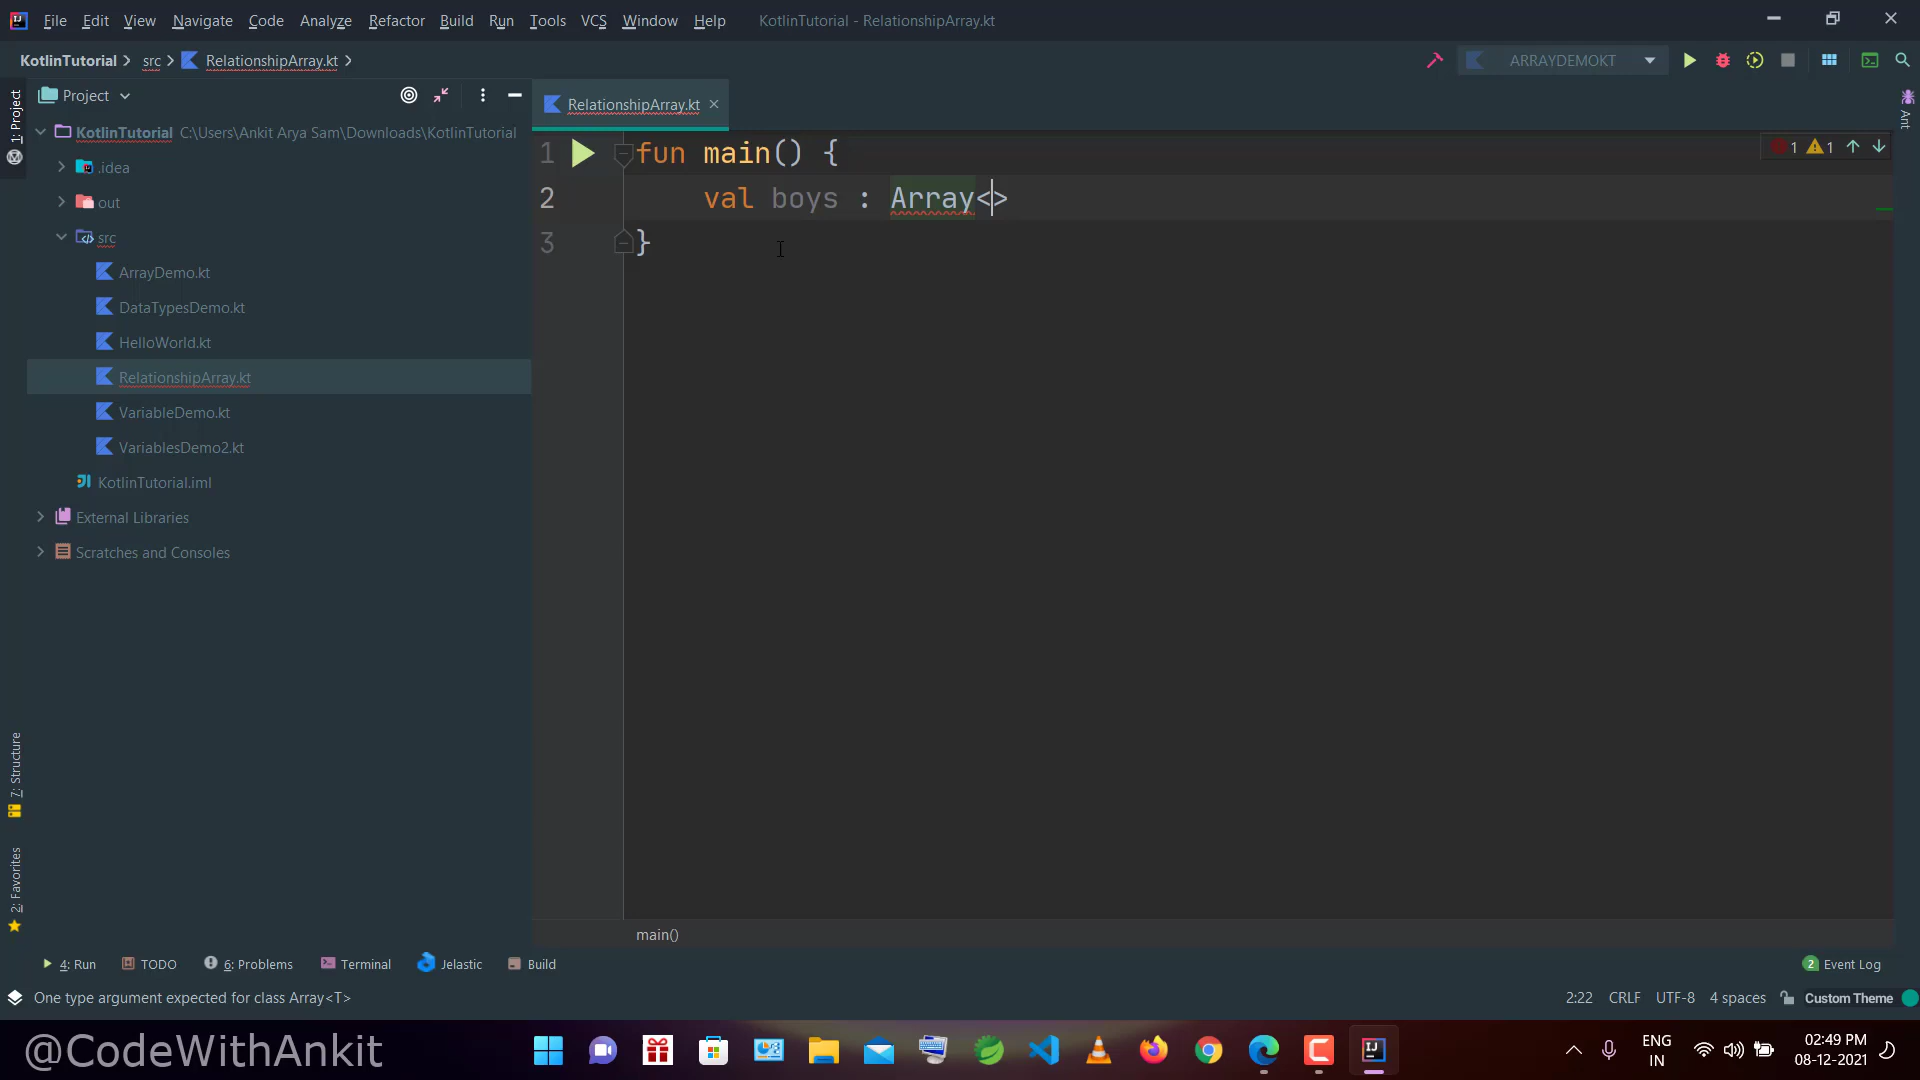 File Edit View Navigate Code Analyze Refactor Build Run Tools VCS Window Help KotlinTutorial - RelationshipArray.kt
KotlinTutorial src RelationshipArray.kt ARRAYDEMOKT
Project RelationshipArray.kt
1: Project
KotlinTutorial C:\Users\Ankit Arya Sam\Downloads\KotlinTutorial
.idea
out
src
ArrayDemo.kt
DataTypesDemo.kt
HelloWorld.kt
RelationshipArray.kt
VariableDemo.kt
VariablesDemo2.kt
KotlinTutorial.iml
External Libraries
Scratches and Consoles
7: Structure
2: Favorites
1 fun main() {
2 val boys : Array<>
3 }
1 1
Ant
main()
4: Run TODO 6: Problems Terminal Jelastic Build 2 Event Log
One type argument expected for class Array<T> 2:22 CRLF UTF-8 4 spaces Custom Theme
@CodeWithAnkit
ENG
IN
02:49 PM
08-12-2021